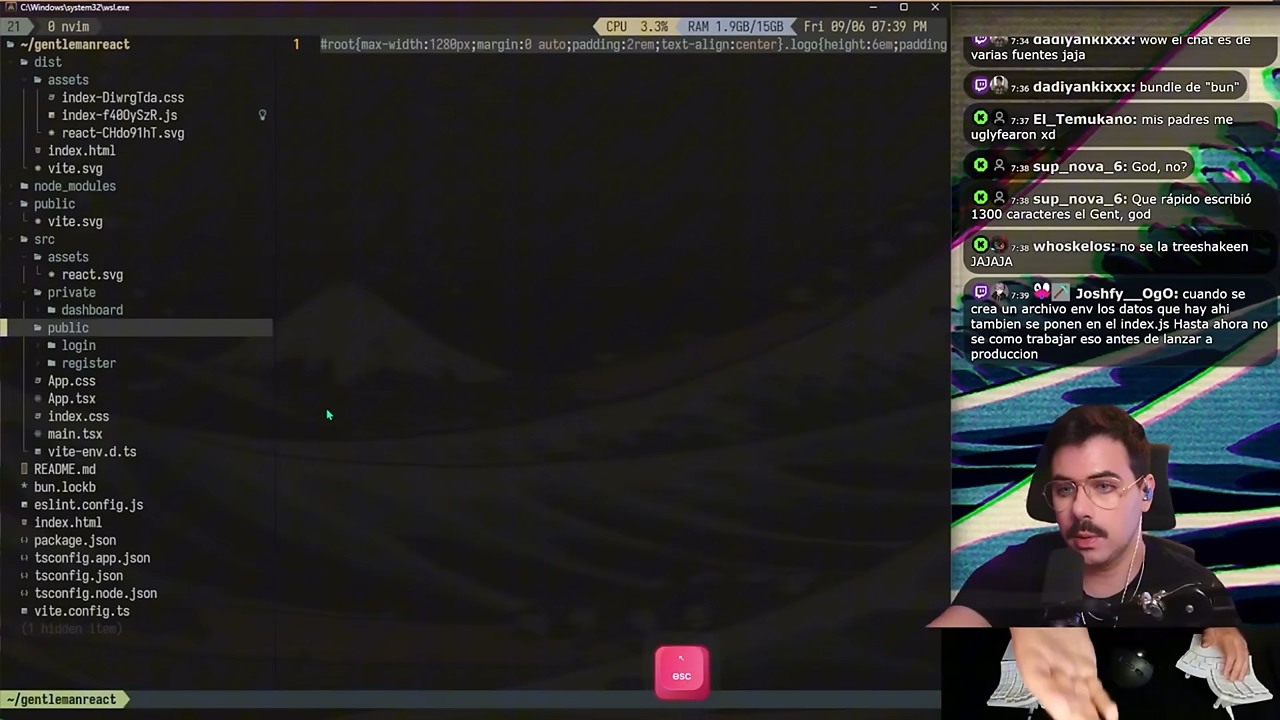 C:\Windows\system32\wsl.exe
21 0 nvim
CPU 3.3% RAM 1.9GB/15GB Fri 09/06 07:39 PM
~/gentlemanreact
dist
assets
index-DiwrgTda.css
index-f40OySzR.js
react-CHdo91hT.svg
index.html
vite.svg
node_modules
public
vite.svg
src
assets
react.svg
private
dashboard
public
login
register
App.css
App.tsx
index.css
main.tsx
vite-env.d.ts
README.md
bun.lockb
eslint.config.js
index.html
package.json
tsconfig.app.json
tsconfig.json
tsconfig.node.json
vite.config.ts
(1 hidden item)
~/gentlemanreact
1 #root{max-width:1280px;margin:0 auto;padding:2rem;text-align:center}.logo{height:6em;padding
esc
7:34 dadiyankixxx: wow el chat es de
varias fuentes jaja
7:36 dadiyankixxx: bundle de "bun"
7:37 El_Temukano: mis padres me
uglyfearon xd
7:38 sup_nova_6: God, no?
7:38 sup_nova_6: Que rápido escribió
1300 caracteres el Gent, god
7:38 whoskelos: no se la treeshakeen
JAJAJA
7:39 Joshfy__OgO: cuando se
crea un archivo env los datos que hay ahi
tambien se ponen en el index.js Hasta ahora no
se como trabajar eso antes de lanzar a
produccion